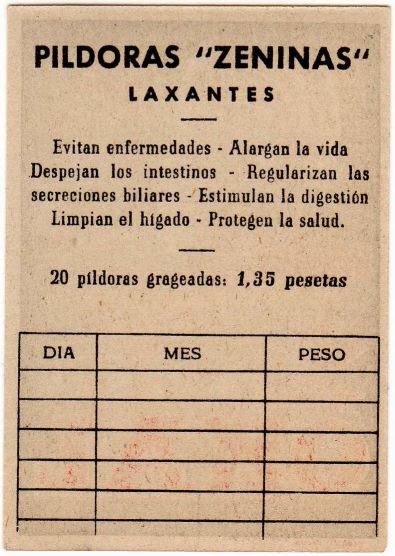 PILDORAS "ZENINAS"
LAXANTES
Evitan enfermedades - Alargan la vida
Despejan los intestinos - Regularizan las
secreciones biliares - Estimulan la digestión
Limpian el hígado - Protegen la salud.
20 píldoras grageadas: 1,35 pesetas
DIA MES PESO